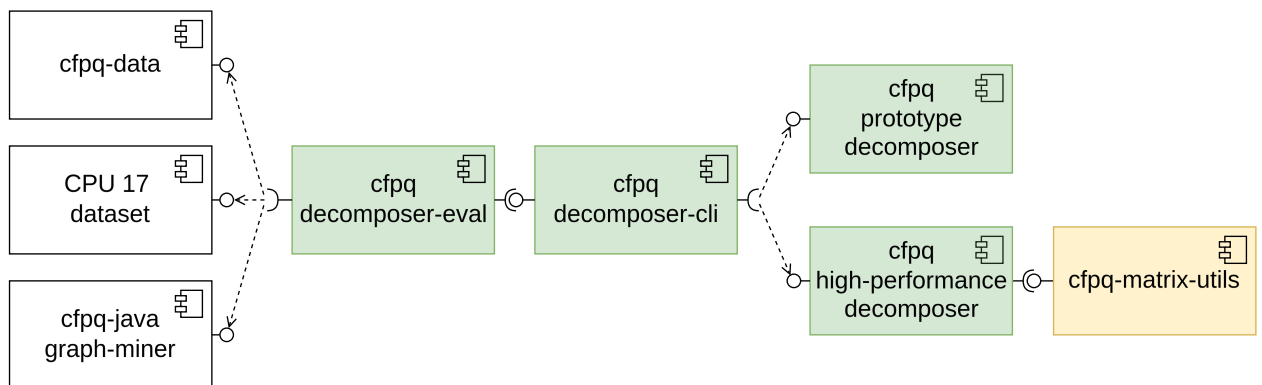 cfpq-data
CPU 17
dataset
cfpq-java
graph-miner
cfpq
decomposer-eval
cfpq
decomposer-cli
cfpq
prototype
decomposer
cfpq
high-performance
decomposer
cfpq-matrix-utils